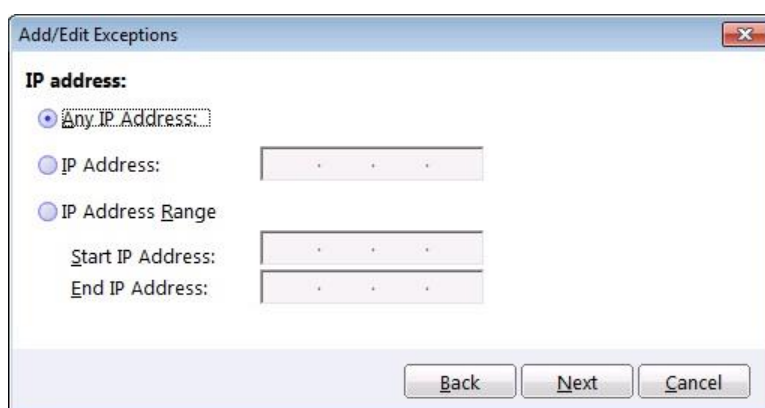 Add/Edit Exceptions
IP address:
Any IP Address:
IP Address:
IP Address Range
Start IP Address:
End IP Address:
Back Next Cancel